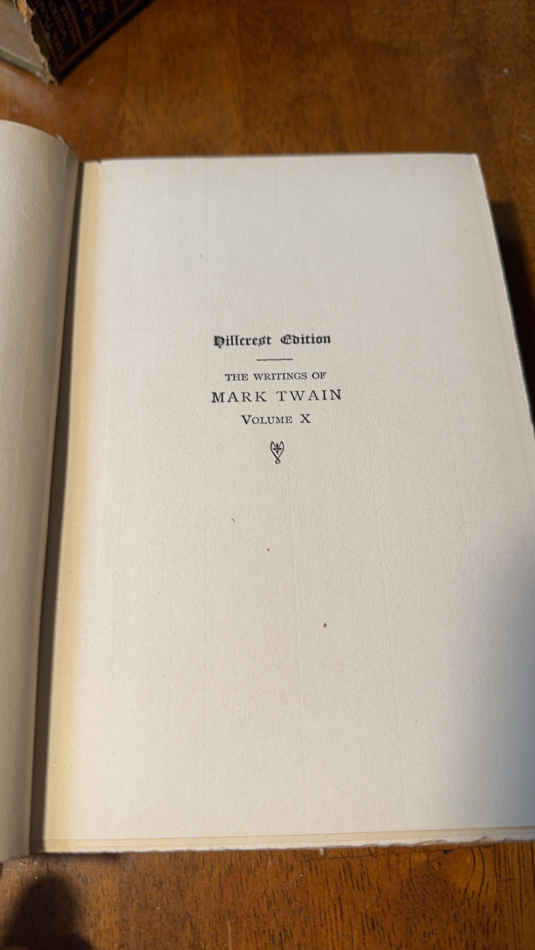 Hillcrest Edition
THE WRITINGS OF
MARK TWAIN
VOLUME X